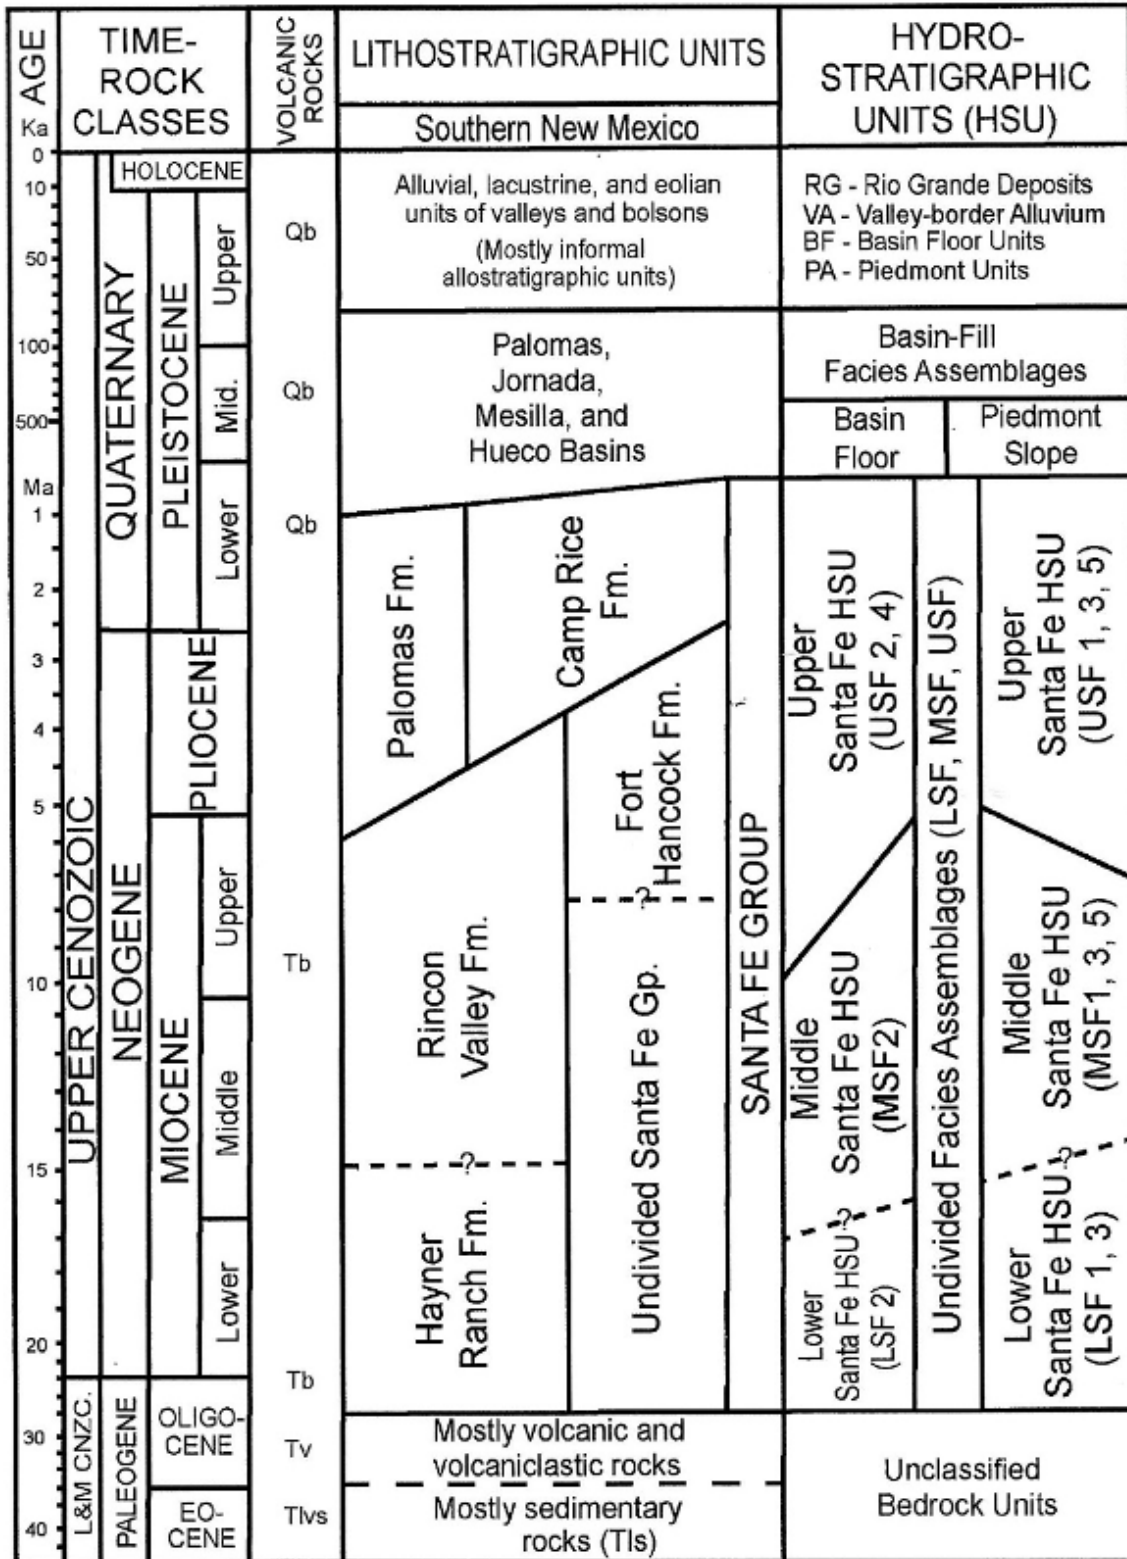 AGE
Ka
TIME-
ROCK
CLASSES
VOLCANIC
ROCKS
LITHOSTRATIGRAPHIC UNITS
Southern New Mexico
HYDRO-
STRATIGRAPHIC
UNITS (HSU)
0
10
50
100
500
Ma
1
2
3
4
5
10
15
20
30
40
UPPER CENOZOIC
L&M CNZC.
QUATERNARY
NEOGENE
PALEOGENE
HOLOCENE
PLEISTOCENE
Upper
Mid.
Lower
PLIOCENE
MIOCENE
Upper
Middle
Lower
OLIGO-
CENE
EO-
CENE
Qb
Qb
Qb
Tb
Tb
Tv
Tlvs
Alluvial, lacustrine, and eolian
units of valleys and bolsons
(Mostly informal
allostratigraphic units)
Palomas,
Jornada,
Mesilla, and
Hueco Basins
Palomas Fm.
Camp Rice
Fm.
Fort
Hancock Fm.
?
Rincon
Valley Fm.
?
Hayner
Ranch Fm.
Undivided Santa Fe Gp.
SANTA FE GROUP
Mostly volcanic and
volcaniclastic rocks
Mostly sedimentary
rocks (Tls)
RG - Rio Grande Deposits
VA - Valley-border Alluvium
BF - Basin Floor Units
PA - Piedmont Units
Basin-Fill
Facies Assemblages
Basin
Floor
Piedmont
Slope
Upper
Santa Fe HSU
(USF 2, 4)
Middle
Santa Fe HSU
(MSF2)
?
Lower
Santa Fe HSU
(LSF 2)
Undivided Facies Assemblages (LSF, MSF, USF)
Upper
Santa Fe HSU
(USF 1, 3, 5)
Middle
Santa Fe HSU
(MSF1, 3, 5)
?
Lower
Santa Fe HSU
(LSF 1, 3)
Unclassified
Bedrock Units